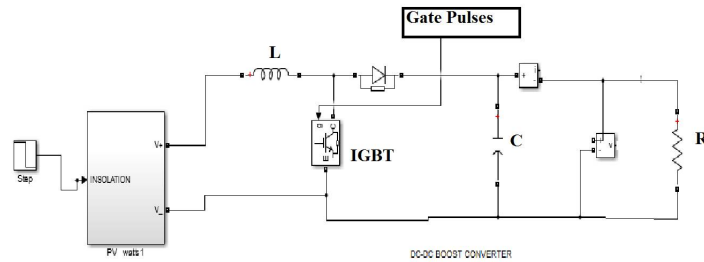 Gate Pulses
L
+
i
-
V+
g
C
E
IGBT
C
+
-
v
R
Step
INSOLATION
V_
PV watts1
DC-DC BOOST CONVERTER